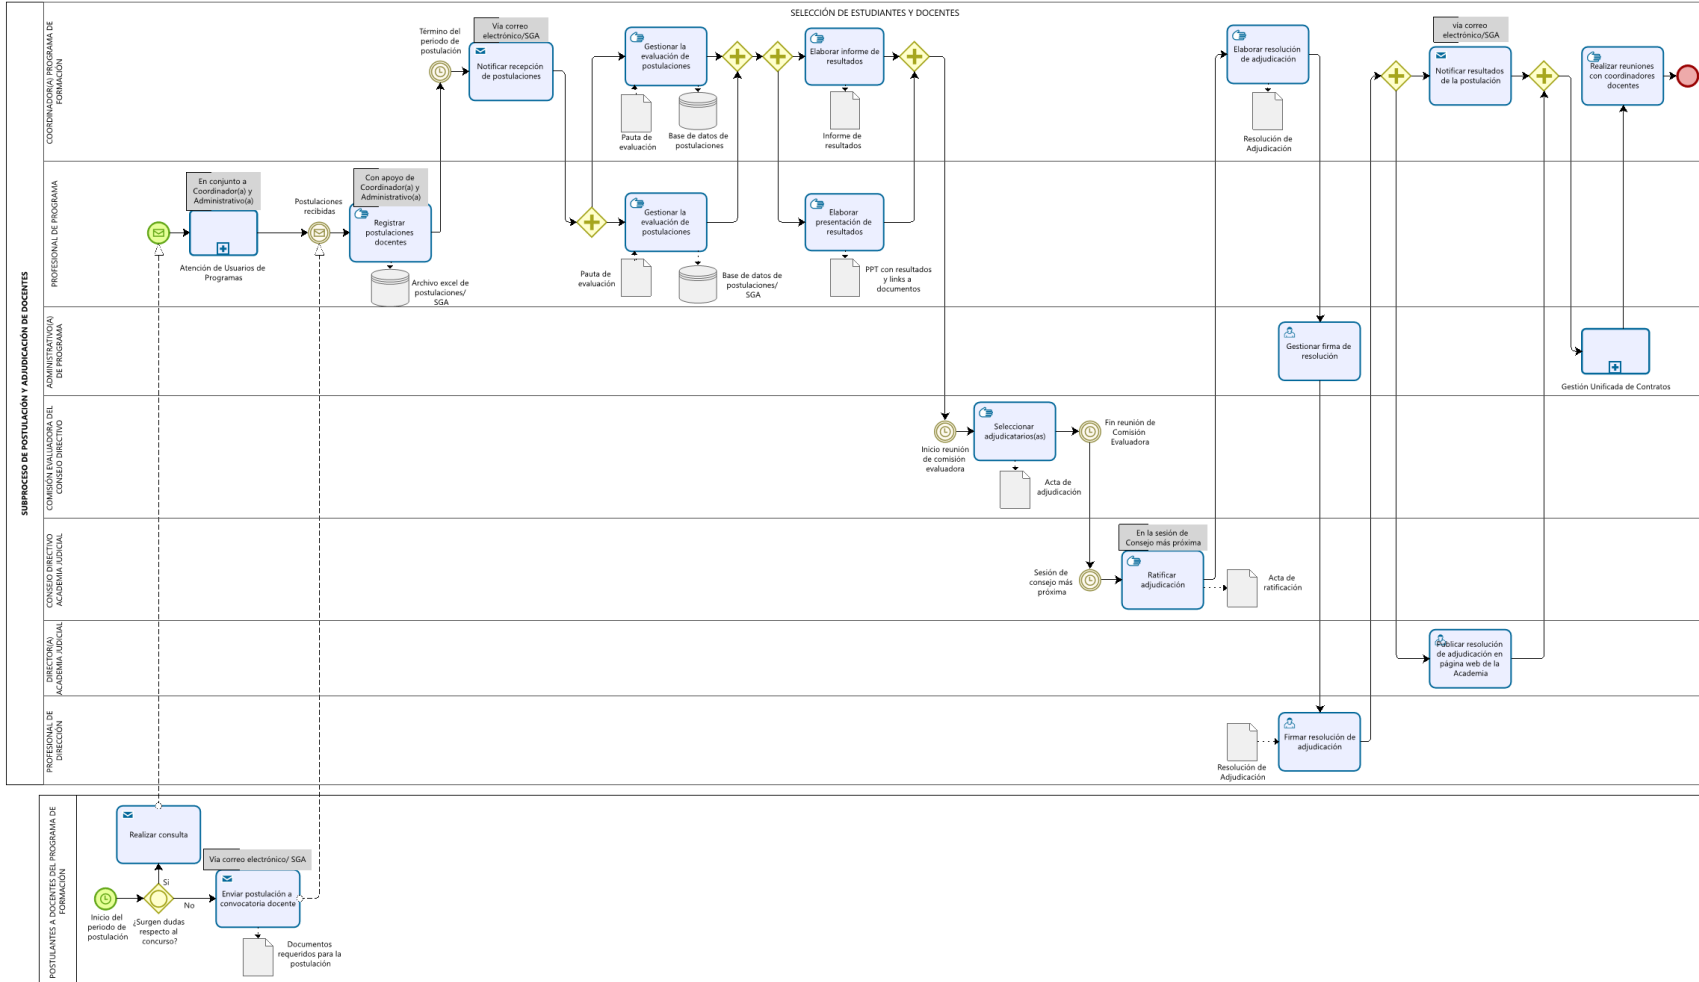 SELECCIÓN DE ESTUDIANTES Y DOCENTES
SUBPROCESO DE POSTULACIÓN Y ADJUDICACIÓN DE DOCENTES
COORDINADOR(A) PROGRAMA DE
FORMACIÓN
Término del
periodo de
postulación
Vía correo
electrónico/SGA
Notificar recepción
de postulaciones
Gestionar la
evaluación de
postulaciones
Pauta de
evaluación
Base de datos de
postulaciones
Elaborar informe de
resultados
Informe de
resultados
Elaborar resolución
de adjudicación
Resolución de
Adjudicación
vía correo
electrónico/SGA
Notificar resultados
de la postulación
Realizar reuniones
con coordinadores
docentes
PROFESIONAL DE PROGRAMA
En conjunto a
Coordinador(a) y
Administrativo(a)
Atención de Usuarios de
Programas
Postulaciones
recibidas
Con apoyo de
Coordinador(a) y
Administrativo(a)
Registrar
postulaciones
docentes
Archivo excel de
postulaciones/
SGA
Gestionar la
evaluación de
postulaciones
Pauta de
evaluación
Base de datos de
postulaciones/
SGA
Elaborar
presentación de
resultados
PPT con resultados
y links a
documentos
ADMINISTRATIVO(A)
DE PROGRAMA
Gestionar firma de
resolución
Gestión Unificada de Contratos
COMISIÓN EVALUADORA DEL
CONSEJO DIRECTIVO
Inicio reunión
de comisión
evaluadora
Seleccionar
adjudicatarios(as)
Acta de
adjudicación
Fin reunión de
Comisión
Evaluadora
CONSEJO DIRECTIVO
ACADEMIA JUDICIAL
Sesión de
consejo más
próxima
En la sesión de
Consejo más próxima
Ratificar
adjudicación
Acta de
ratificación
DIRECTOR(A)
ACADEMIA JUDICIAL
Publicar resolución
de adjudicación en
página web de la
Academia
PROFESIONAL DE
DIRECCIÓN
Resolución de
Adjudicación
Firmar resolución de
adjudicación
POSTULANTES A DOCENTES DEL PROGRAMA DE
FORMACIÓN
Realizar consulta
Inicio del
periodo de
postulación
Si
No
¿Surgen dudas
respecto al
concurso?
Vía correo electrónico/ SGA
Enviar postulación a
convocatoria docente
Documentos
requeridos para la
postulación